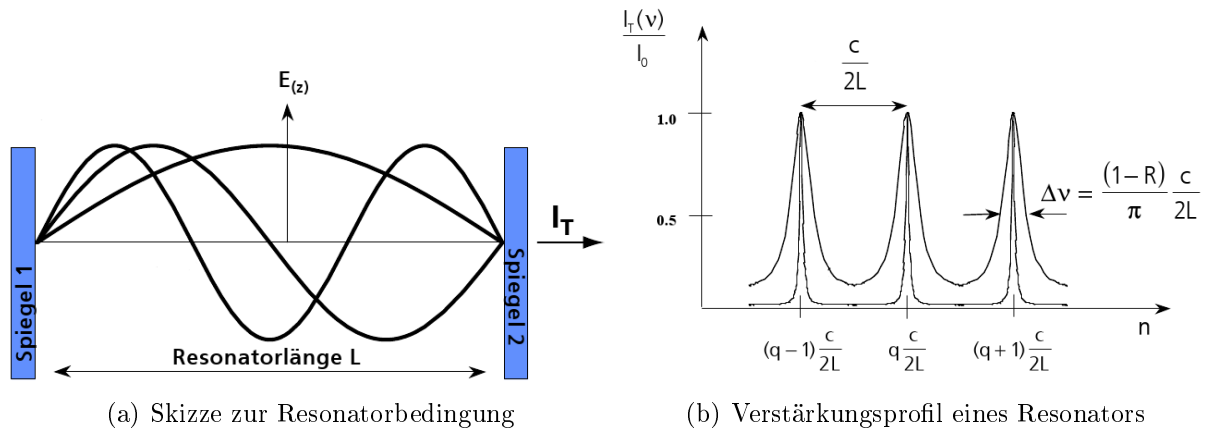 E(z)
Spiegel 1
Spiegel 2
I_T
Resonatorlänge L
(a) Skizze zur Resonatorbedingung
I_T(ν)
I_0
c
2L
1.0
0.5
Δν = (1−R)/π c/2L
n
(q−1) c/2L
q c/2L
(q+1) c/2L
(b) Verstärkungsprofil eines Resonators